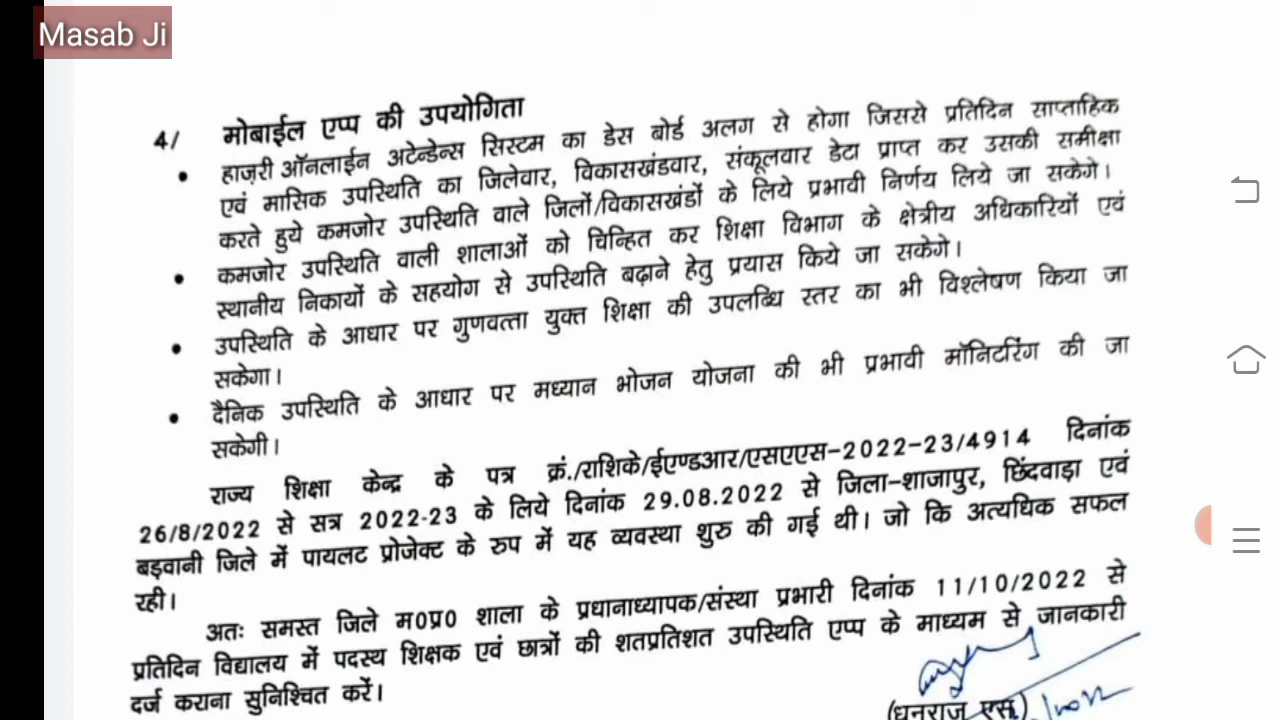 Masab Ji
4/ मोबाईल एप्प की उपयोगिता
• हाज़री ऑनलाईन अटेन्डेन्स सिस्टम का डेस बोर्ड अलग से होगा जिससे प्रतिदिन साप्ताहिक
एवं मासिक उपस्थिति का जिलेवार, विकासखंडवार, संकूलवार डेटा प्राप्त कर उसकी समीक्षा
करते हुये कमजोर उपस्थिति वाले जिलों/विकासखंडों के लिये प्रभावी निर्णय लिये जा सकेगे।
• कमजोर उपस्थिति वाली शालाओं को चिन्हित कर शिक्षा विभाग के क्षेत्रीय अधिकारियों एवं
स्थानीय निकायों के सहयोग से उपस्थिति बढ़ाने हेतु प्रयास किये जा सकेगे।
• उपस्थिति के आधार पर गुणवत्ता युक्त शिक्षा की उपलब्धि स्तर का भी विश्लेषण किया जा
सकेगा।
• दैनिक उपस्थिति के आधार पर मध्यान भोजन योजना की भी प्रभावी मॉनिटरिंग की जा
सकेगी।
राज्य शिक्षा केन्द्र के पत्र क्रं./राशिके/ईएण्डआर/एसएएस-2022-23/4914 दिनांक
26/8/2022 से सत्र 2022-23 के लिये दिनांक 29.08.2022 से जिला-शाजापुर, छिंदवाड़ा एवं
बड़वानी जिले में पायलट प्रोजेक्ट के रुप में यह व्यवस्था शुरु की गई थी। जो कि अत्यधिक सफल
रही।
अतः समस्त जिले म0प्र0 शाला के प्रधानाध्यापक/संस्था प्रभारी दिनांक 11/10/2022 से
प्रतिदिन विद्यालय में पदस्थ शिक्षक एवं छात्रों की शतप्रतिशत उपस्थिति एप्प के माध्यम से जानकारी
दर्ज कराना सुनिश्चित करें।
(धनराजू एस)